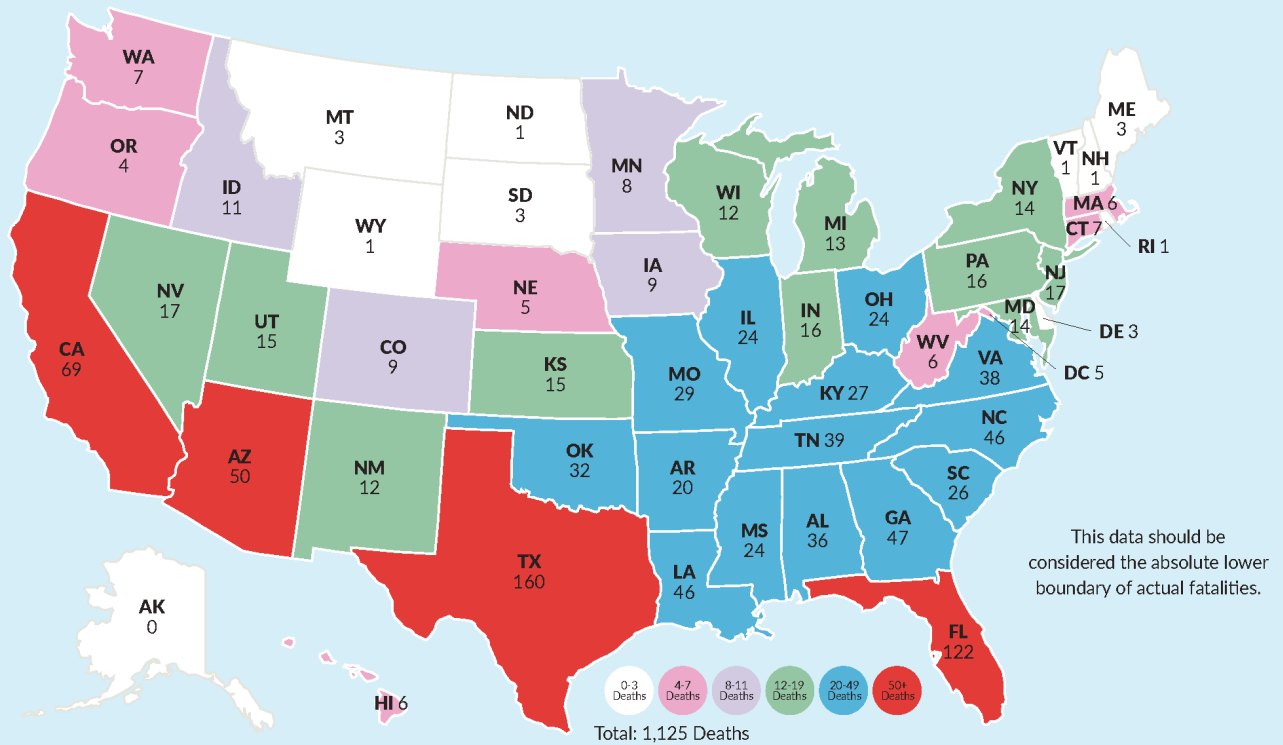 WA
7
OR
4
ID
11
MT
3
ND
1
SD
3
WY
1
MN
8
WI
12
MI
13
ME
3
VT
1
NH
1
NY
14
MA 6
CT 7
RI 1
CA
69
NV
17
UT
15
CO
9
NE
5
IA
9
KS
15
IL
24
IN
16
OH
24
PA
16
NJ
17
MD
14
DE 3
WV
6
VA
38
DC 5
MO
29
KY 27
AZ
50
NM
12
OK
32
AR
20
TN 39
NC
46
SC
26
MS
24
AL
36
GA
47
TX
160
LA
46
This data should be
considered the absolute lower
boundary of actual fatalities.
AK
0
HI 6
FL
122
0-3
Deaths
4-7
Deaths
8-11
Deaths
12-19
Deaths
20-49
Deaths
50+
Deaths
Total: 1,125 Deaths